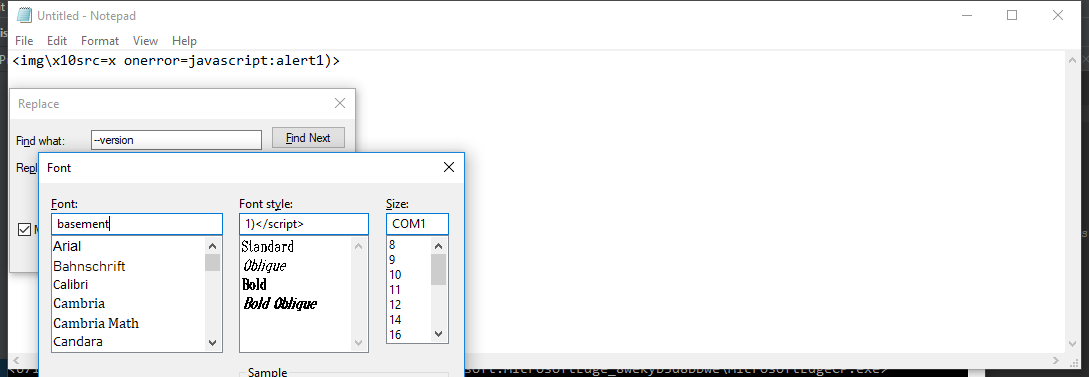 Untitled - Notepad
File Edit Format View Help
<img\x10src=x onerror=javascript:alert1)>
Replace
Find what: --version Find Next
Repl
Font
Font: Font style: Size:
basement 1)</script> COM1
Arial
Bahnschrift
Calibri
Cambria
Cambria Math
Candara
Standard
Oblique
Bold
Bold Oblique
8
9
10
11
12
14
16
Sample